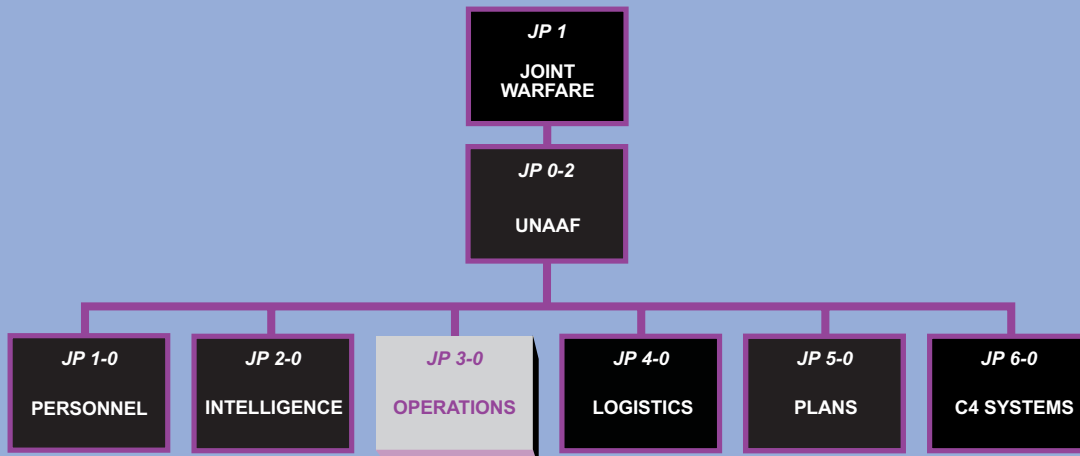 JP 1
JOINT
WARFARE
JP 0-2
UNAAF
JP 1-0
PERSONNEL
JP 2-0
INTELLIGENCE
JP 3-0
OPERATIONS
JP 4-0
LOGISTICS
JP 5-0
PLANS
JP 6-0
C4 SYSTEMS